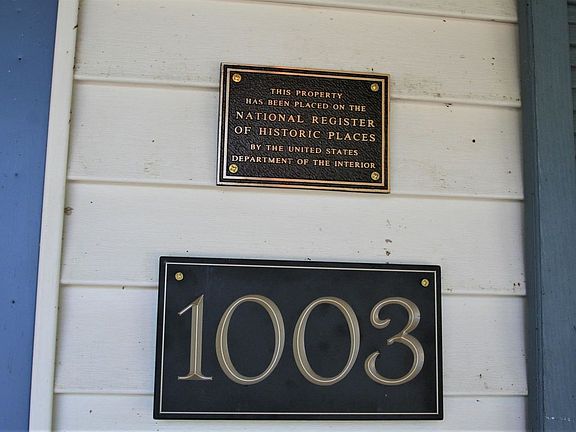 THIS PROPERTY
HAS BEEN PLACED ON THE
NATIONAL REGISTER
OF HISTORIC PLACES
BY THE UNITED STATES
DEPARTMENT OF THE INTERIOR
1003